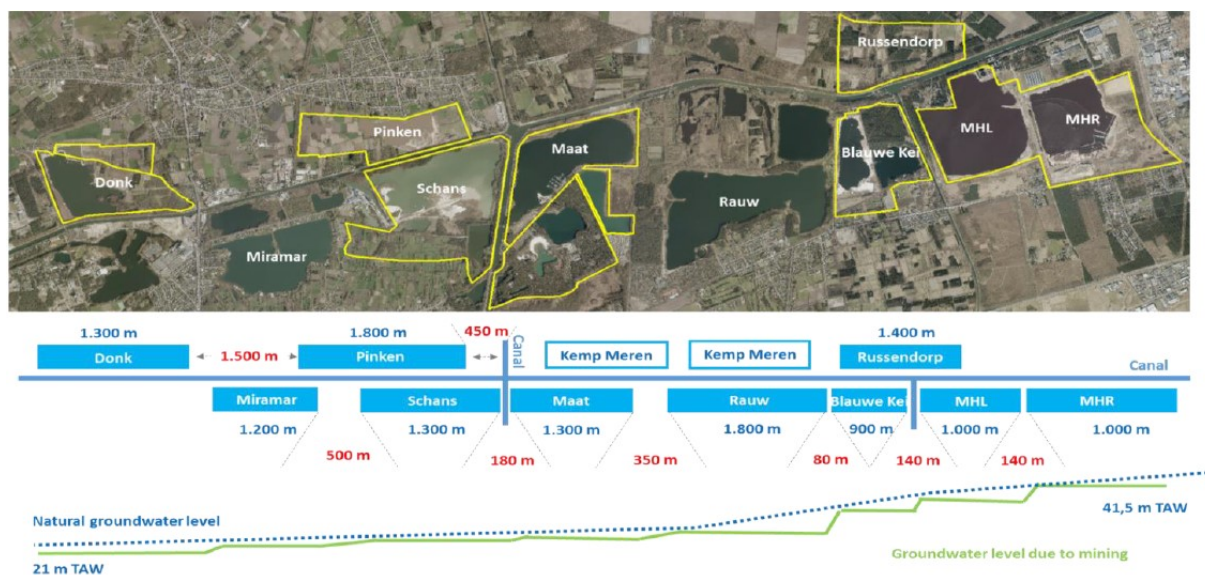 Russendorp
Pinken
Maat
MHL
MHR
Blauwe Kei
Donk
Schans
Rauw
Miramar
1.300 m
1.800 m
450 m
1.400 m
Donk
1.500 m
Pinken
Canal
Kemp Meren
Kemp Meren
Russendorp
Canal
Miramar
Schans
Maat
Rauw
Blauwe Kei
MHL
MHR
1.200 m
1.300 m
1.300 m
1.800 m
900 m
1.000 m
1.000 m
500 m
180 m
350 m
80 m
140 m
140 m
Natural groundwater level
41,5 m TAW
Groundwater level due to mining
21 m TAW